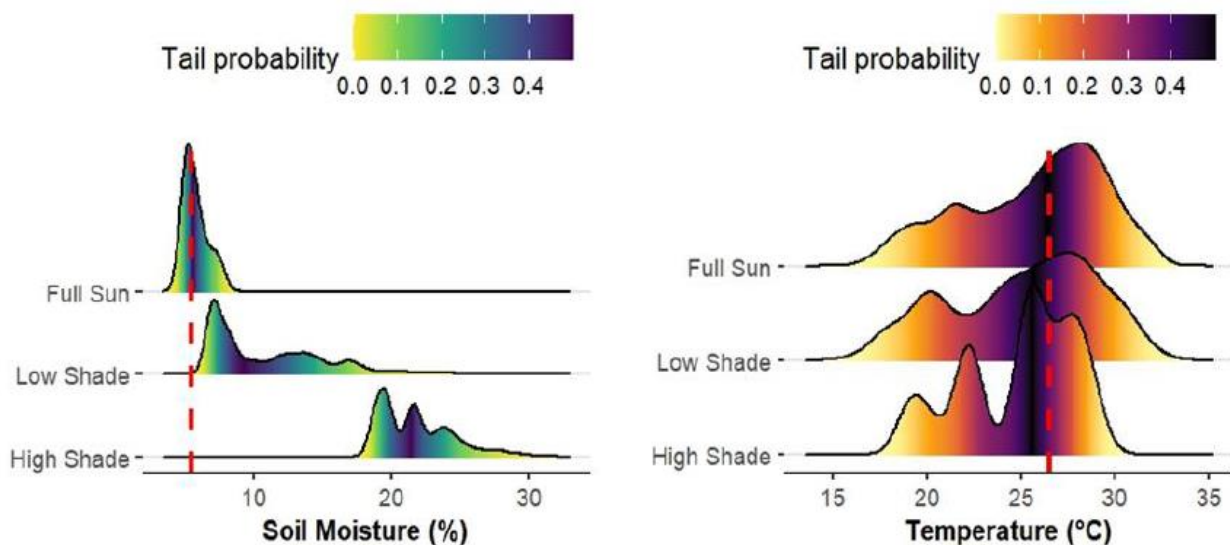 Tail probability
0.0 0.1 0.2 0.3 0.4
Full Sun
Low Shade
High Shade
10 20 30
Soil Moisture (%)
Tail probability
0.0 0.1 0.2 0.3 0.4
Full Sun
Low Shade
High Shade
15 20 25 30 35
Temperature (°C)